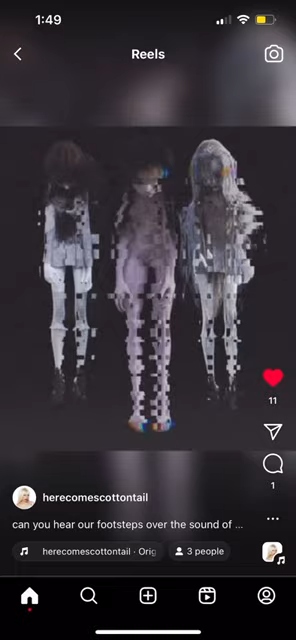 1:49
Reels
11
1
herecomescottontail
can you hear our footsteps over the sound of ...
herecomescottontail · Orig
3 people